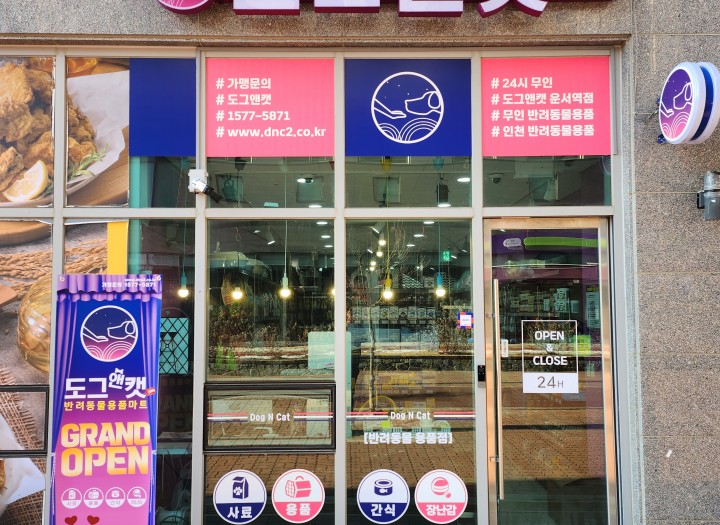 # 가맹문의
# 도그앤캣
# 1577-5871
# www.dnc2.co.kr
# 24시 무인
# 도그앤캣 운서역점
# 무인 반려동물용품
# 인천 반려동물용품
1577-5871
도그앤캣
반려동물용품마트
GRAND
OPEN
OPEN
&
CLOSE
24H
Dog N Cat
Dog N Cat
[반려동물 용품점]
사료
용품
간식
장난감